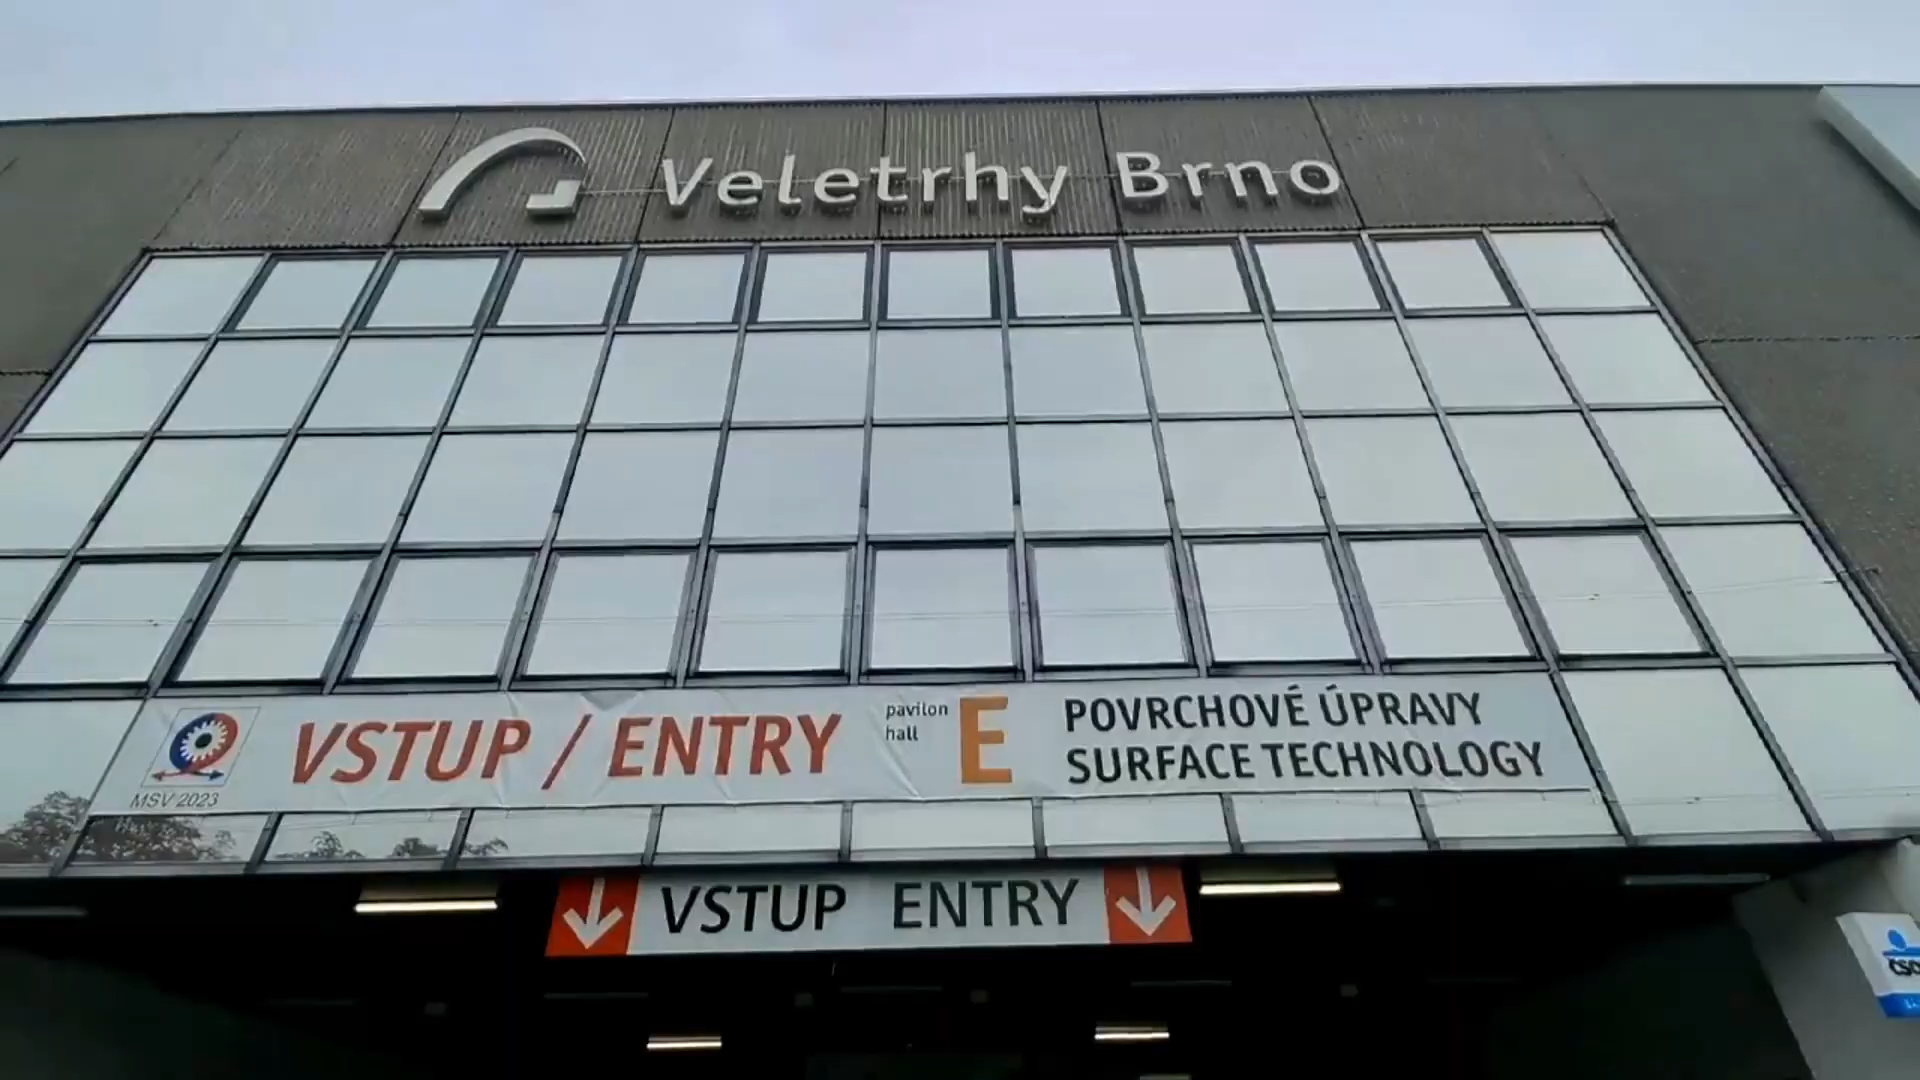 Veletrhy Brno
MSV 2023
VSTUP / ENTRY
pavilon
hall
E
POVRCHOVÉ ÚPRAVY
SURFACE TECHNOLOGY
VSTUP ENTRY